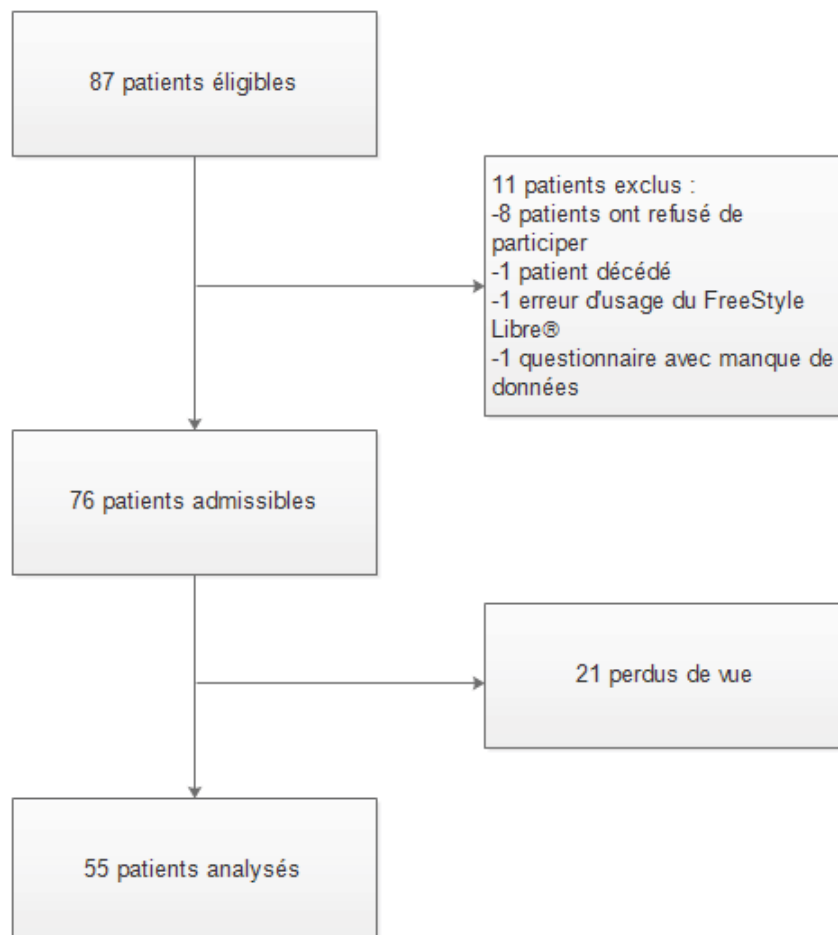 87 patients éligibles
11 patients exclus :
-8 patients ont refusé de
participer
-1 patient décédé
-1 erreur d'usage du FreeStyle
Libre®
-1 questionnaire avec manque de
données
76 patients admissibles
21 perdus de vue
55 patients analysés